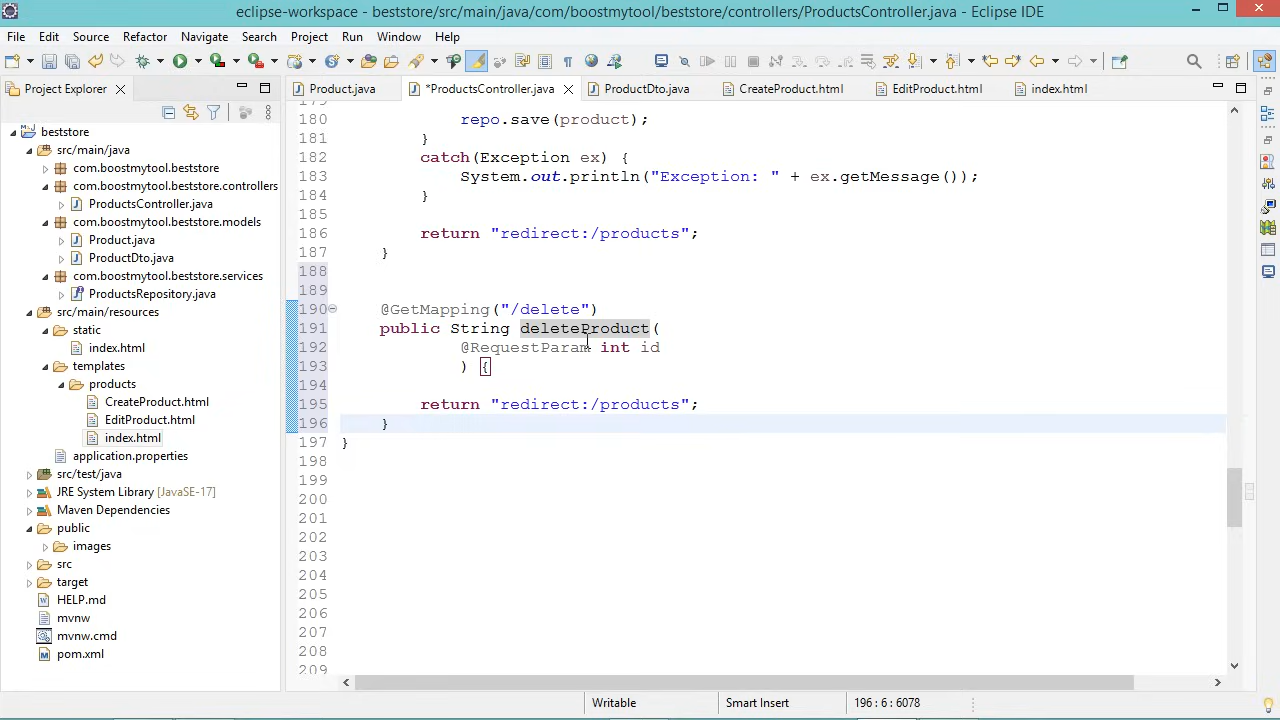 eclipse-workspace - beststore/src/main/java/com/boostmytool/beststore/controllers/ProductsController.java - Eclipse IDE
File Edit Source Refactor Navigate Search Project Run Window Help
Project Explorer
Product.java *ProductsController.java ProductDto.java CreateProduct.html EditProduct.html index.html
beststore
src/main/java
com.boostmytool.beststore
com.boostmytool.beststore.controllers
ProductsController.java
com.boostmytool.beststore.models
Product.java
ProductDto.java
com.boostmytool.beststore.services
ProductsRepository.java
src/main/resources
static
index.html
templates
products
CreateProduct.html
EditProduct.html
index.html
application.properties
src/test/java
JRE System Library [JavaSE-17]
Maven Dependencies
public
images
src
target
HELP.md
mvnw
mvnw.cmd
pom.xml
179
180 repo.save(product);
181 }
182 catch(Exception ex) {
183 System.out.println("Exception: " + ex.getMessage());
184 }
185
186 return "redirect:/products";
187 }
188
189
190 @GetMapping("/delete")
191 public String deleteProduct(
192 @RequestParam int id
193 ) {
194
195 return "redirect:/products";
196 }
197 }
198
199
200
201
202
203
204
205
206
207
208
209
Writable Smart Insert 196 : 6 : 6078